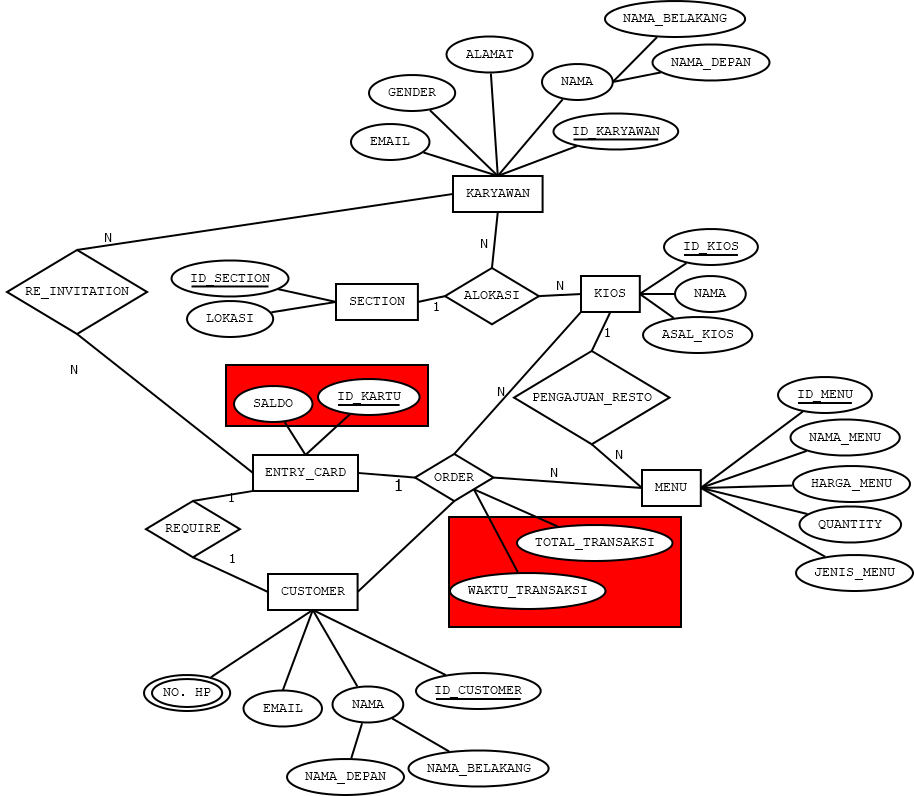 NAMA_BELAKANG
ALAMAT
NAMA_DEPAN
NAMA
GENDER
ID_KARYAWAN
EMAIL
KARYAWAN
N
N
ID_KIOS
ID_SECTION
RE_INVITATION
N
NAMA
KIOS
ALOKASI
SECTION
1
LOKASI
1
ASAL_KIOS
N
N
ID_MENU
ID_KARTU
PENGAJUAN_RESTO
SALDO
NAMA_MENU
N
ENTRY_CARD
N
ORDER
HARGA_MENU
1
MENU
1
QUANTITY
REQUIRE
TOTAL_TRANSAKSI
1
JENIS_MENU
CUSTOMER
WAKTU_TRANSAKSI
NO. HP
ID_CUSTOMER
NAMA
EMAIL
NAMA_BELAKANG
NAMA_DEPAN